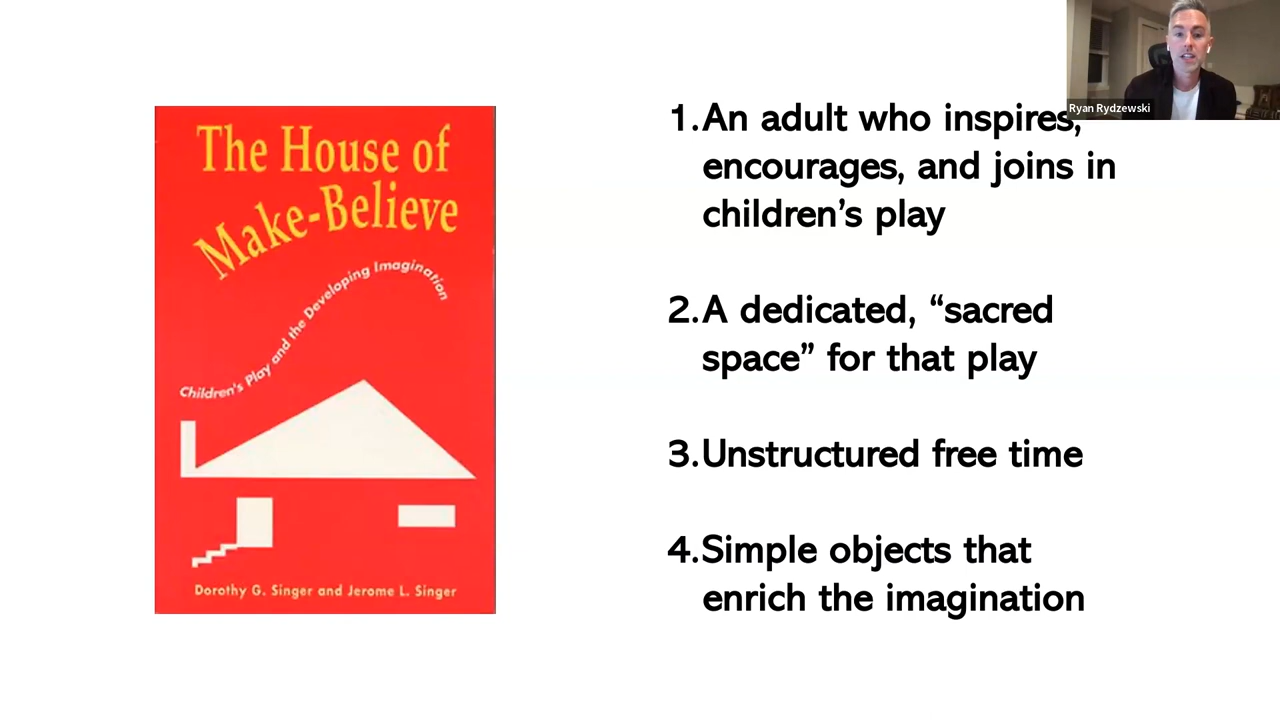 The House of
Make-Believe
Children's Play and the Developing Imagination
Dorothy G. Singer and Jerome L. Singer
1. An adult who inspires,
encourages, and joins in
children’s play
2. A dedicated, “sacred
space” for that play
3. Unstructured free time
4. Simple objects that
enrich the imagination
Ryan Rydzewski